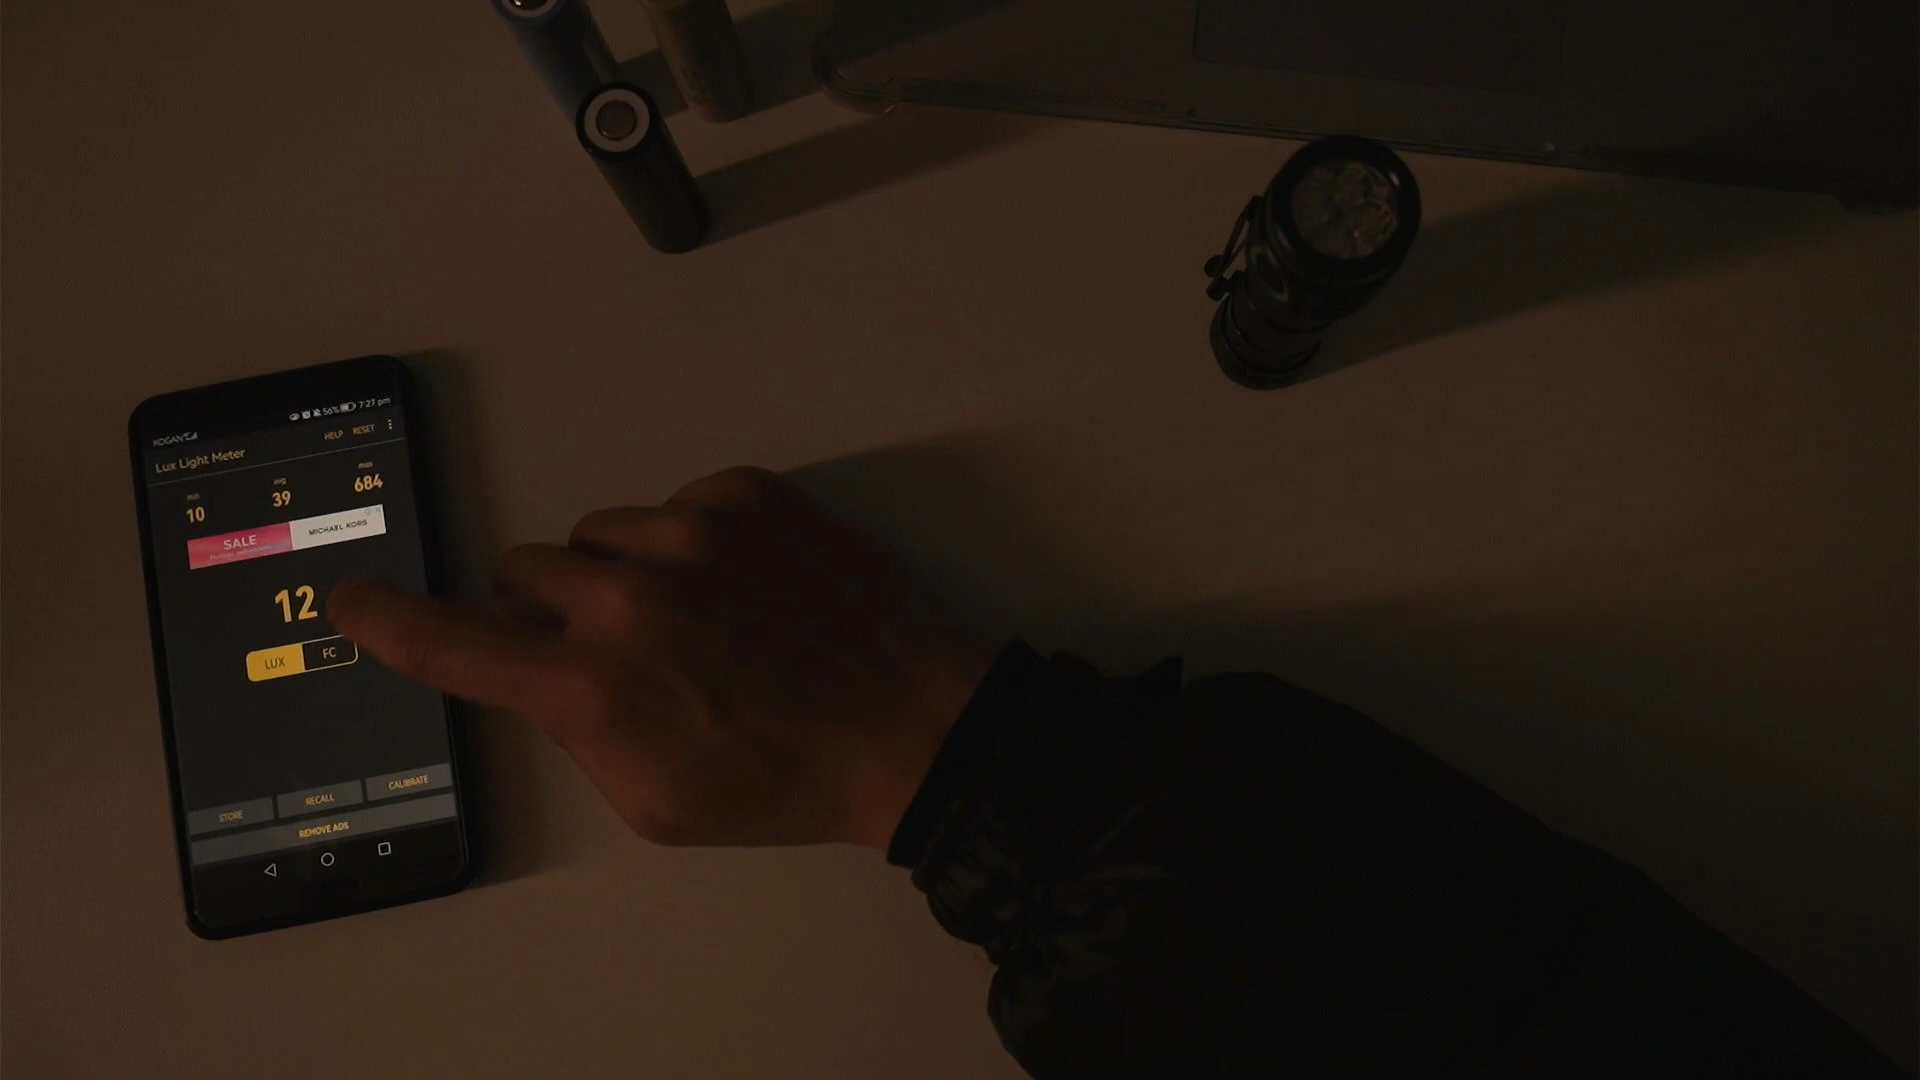 KOGAN
56% 7:27 pm
Lux Light Meter
HELP RESET
min avg max
10 39 684
SALE
MICHAEL KORS
12
LUX FC
STORE RECALL CALIBRATE
REMOVE ADS